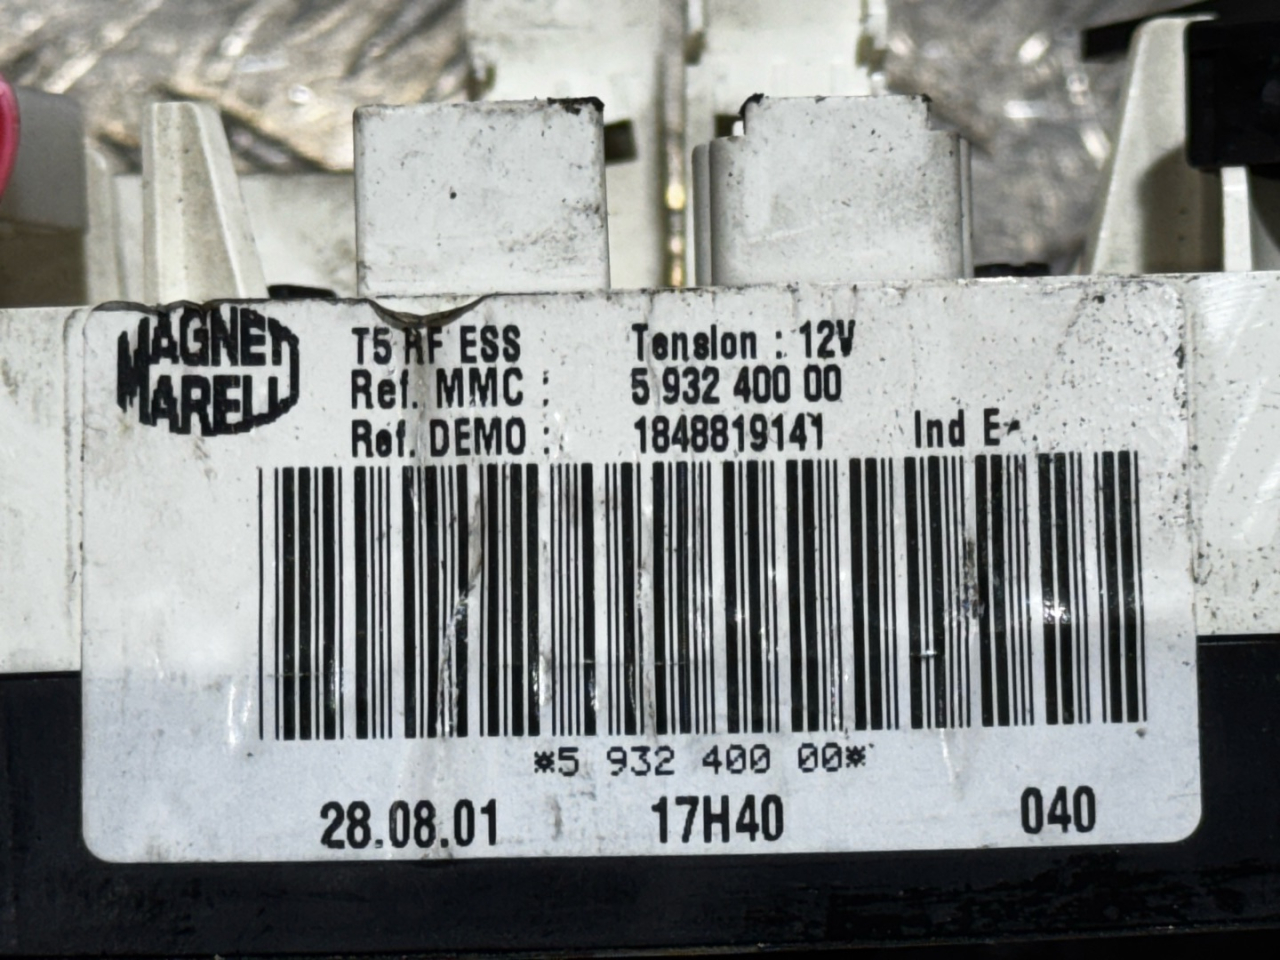 MAGNETI
MARELLI
T5 RF ESS Tension : 12V
Ref. MMC : 5 932 400 00
Ref. DEMO : 1848819141 Ind E
*5 932 400 00*
28.08.01 17H40 040